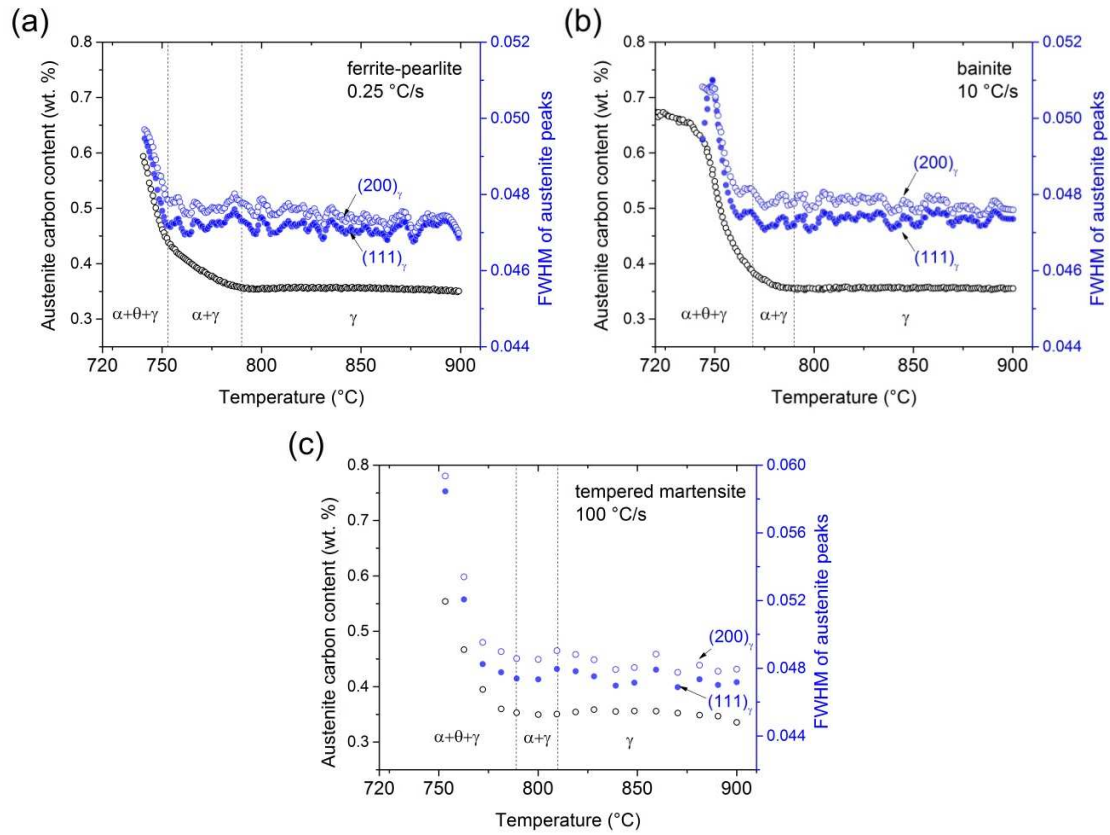 (a)
0.8
0.7
0.6
0.5
0.4
0.3
Austenite carbon content (wt. %)
ferrite-pearlite
0.25 °C/s
(200)γ
(111)γ
α+θ+γ
α+γ
γ
720
750
800
850
900
Temperature (°C)
0.052
0.050
0.048
0.046
0.044
FWHM of austenite peaks
(b)
0.8
0.7
0.6
0.5
0.4
0.3
Austenite carbon content (wt. %)
bainite
10 °C/s
(200)γ
(111)γ
α+θ+γ
α+γ
γ
720
750
800
850
900
Temperature (°C)
0.052
0.050
0.048
0.046
0.044
FWHM of austenite peaks
(c)
0.8
0.7
0.6
0.5
0.4
0.3
Austenite carbon content (wt. %)
tempered martensite
100 °C/s
(200)γ
(111)γ
α+θ+γ
α+γ
γ
720
750
800
850
900
Temperature (°C)
0.060
0.056
0.052
0.048
0.044
FWHM of austenite peaks